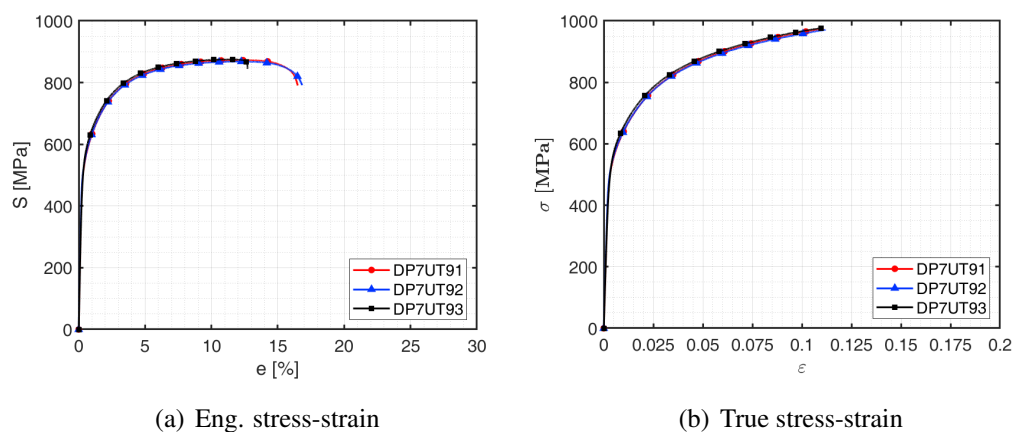 1000
800
600
400
200
0
S [MPa]
0 5 10 15 20 25 30
e [%]
DP7UT91
DP7UT92
DP7UT93
(a) Eng. stress-strain
1000
800
600
400
200
0
σ [MPa]
0 0.025 0.05 0.075 0.1 0.125 0.15 0.175 0.2
ε
DP7UT91
DP7UT92
DP7UT93
(b) True stress-strain